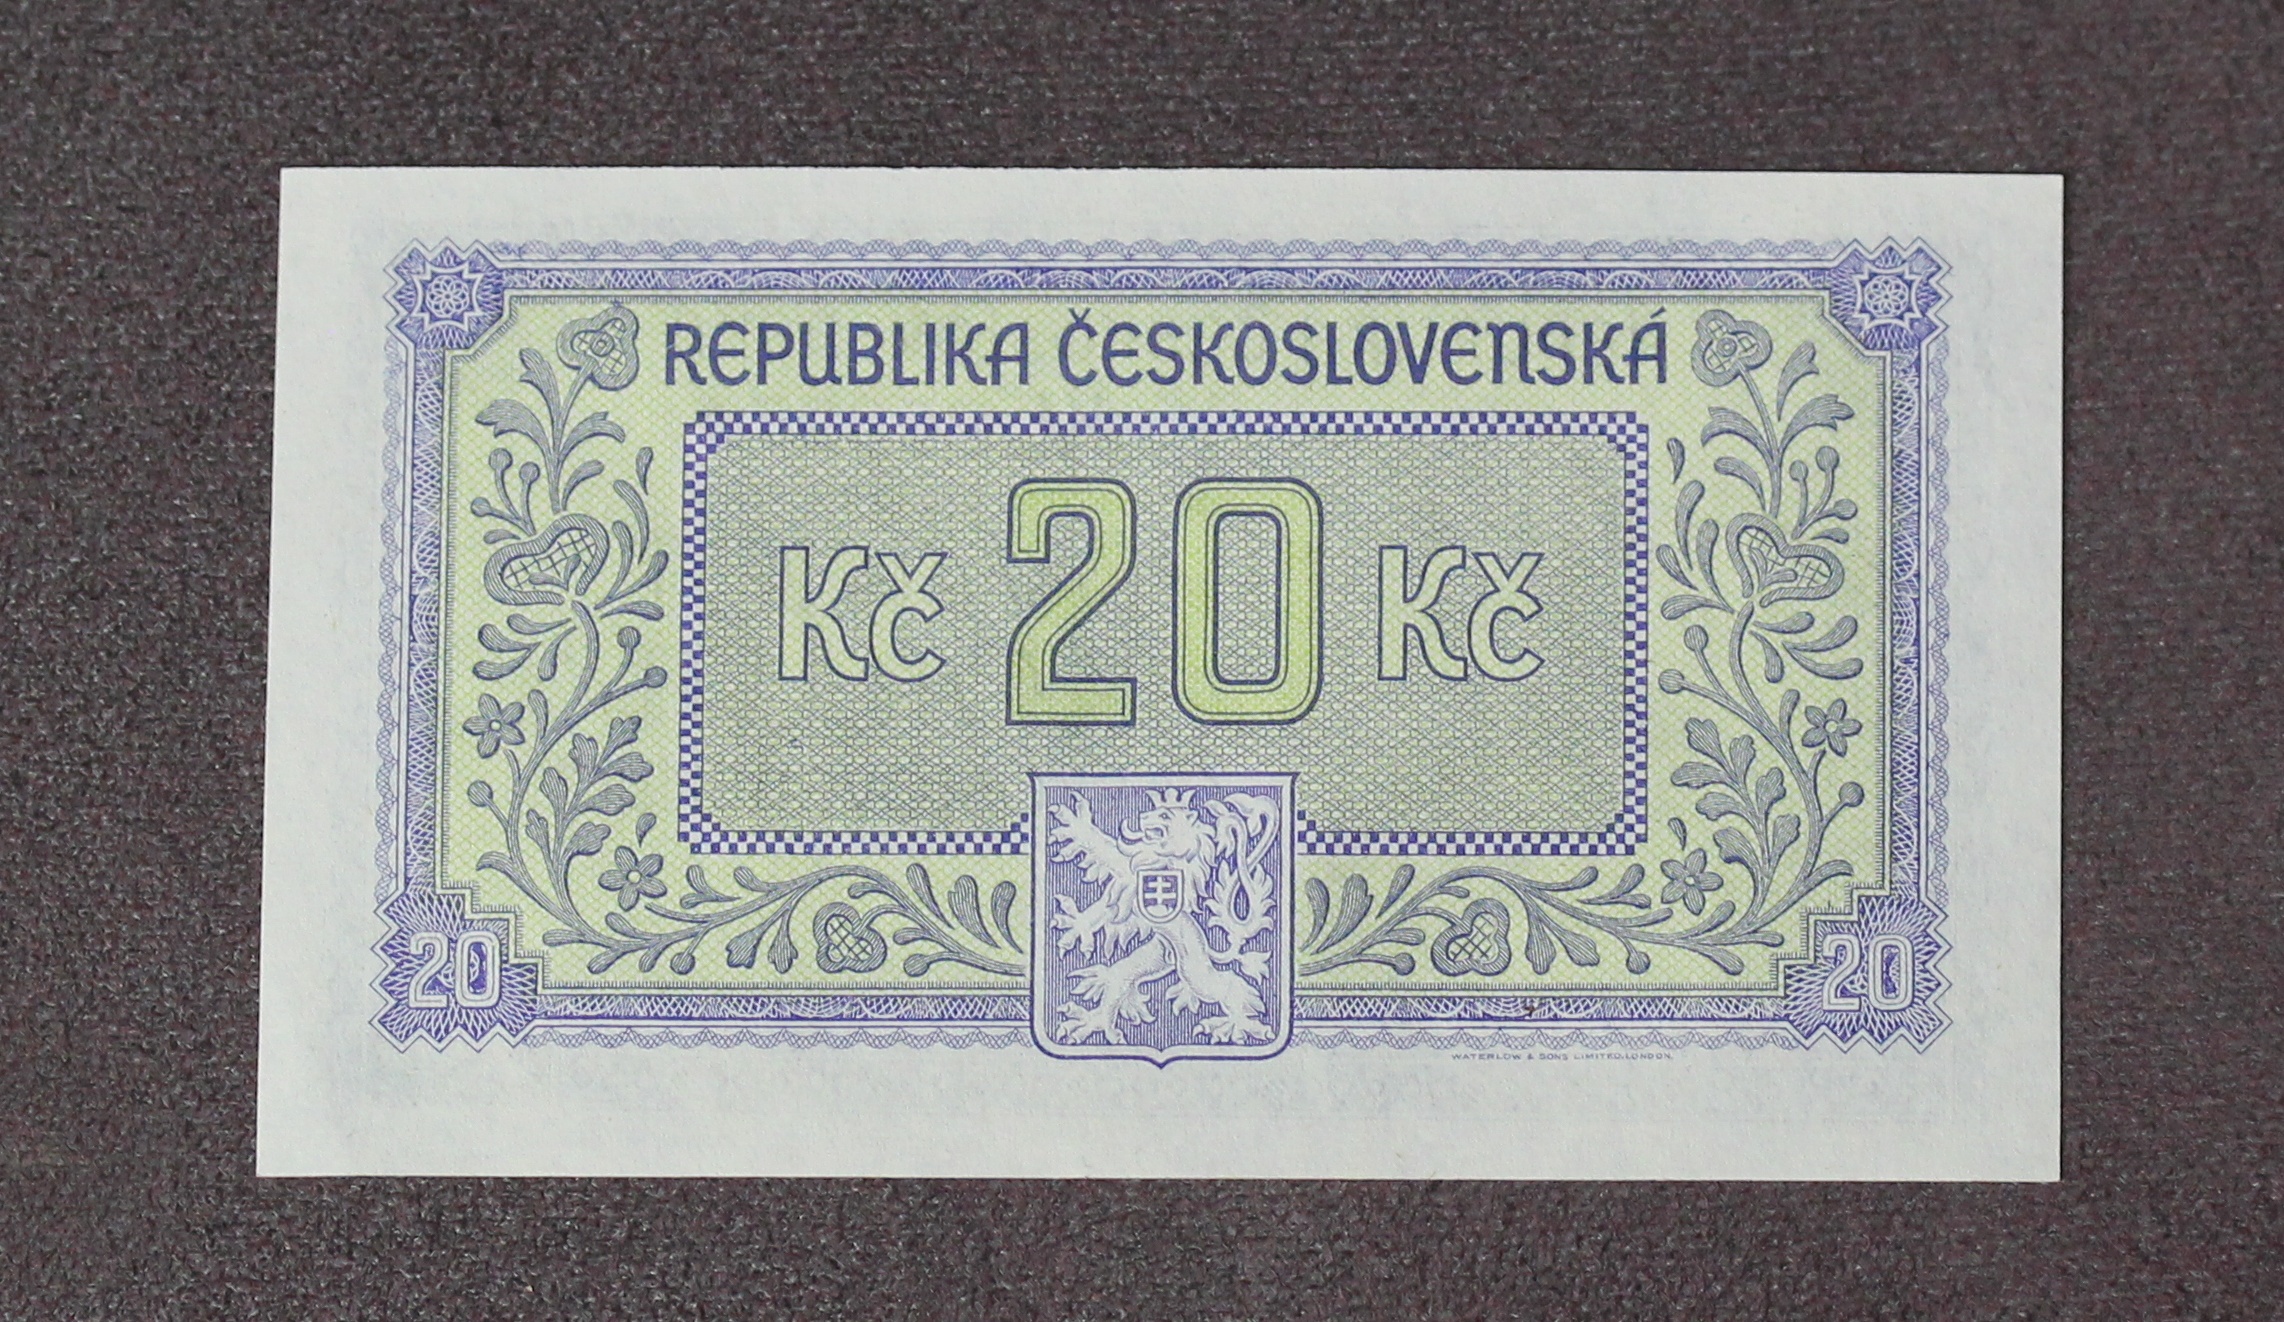 REPUBLIKA ČESKOSLOVENSKÁ
Kč 20 Kč
20 20
WATERLOW & SONS LIMITED. LONDON.